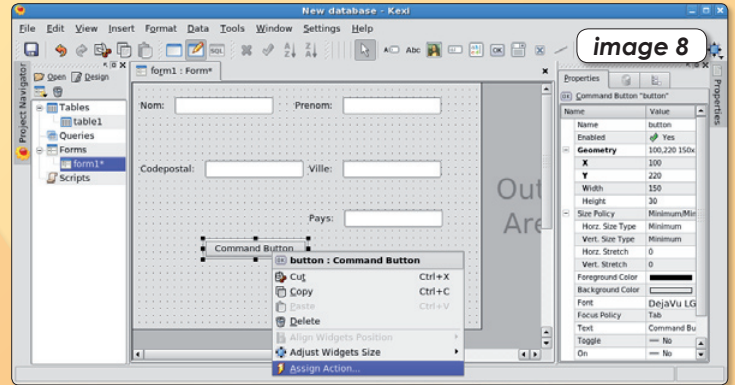 New database - Kexi
File Edit View Insert Format Data Tools Window Settings Help
SQL Abc OK
image 8
Project Navigator
Open Design
Tables
table1
Queries
Forms
form1*
Scripts
form1 : Form*
Nom: Prenom:
Codepostal: Ville:
Pays:
Command Button
Out
Are
button : Command Button
Cut Ctrl+X
Copy Ctrl+C
Paste Ctrl+V
Delete
Align Widgets Position
Adjust Widgets Size
Assign Action...
Properties
Properties
Command Button "button"
Name Value
Name button
Enabled Yes
Geometry 100,220 150x
X 100
Y 220
Width 150
Height 30
Size Policy Minimum/Min
Horz. Size Type Minimum
Vert. Size Type Minimum
Horz. Stretch 0
Vert. Stretch 0
Foreground Color
Background Color
Font DejaVu LG
Focus Policy Tab
Text Command Bu
Toggle No
On No